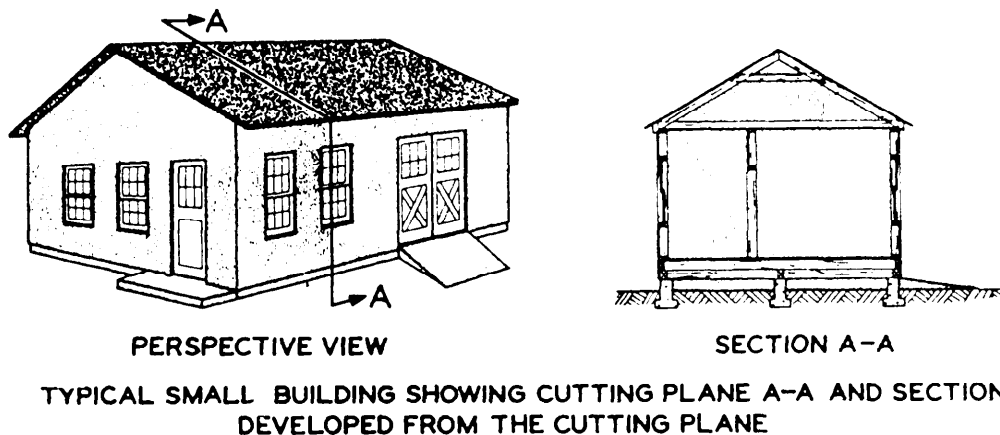 A
A
PERSPECTIVE VIEW
SECTION A-A
TYPICAL SMALL BUILDING SHOWING CUTTING PLANE A-A AND SECTION
DEVELOPED FROM THE CUTTING PLANE